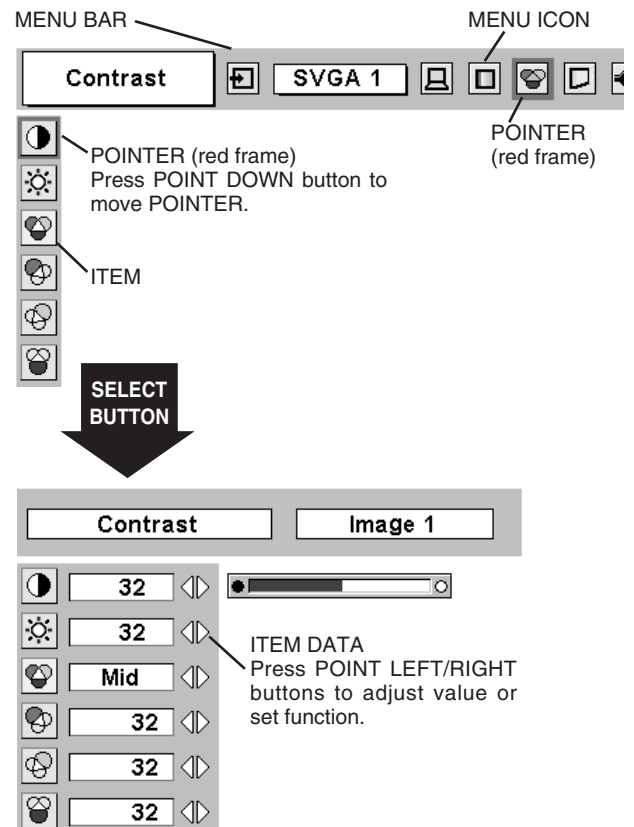 MENU BAR
MENU ICON
Contrast
SVGA 1
POINTER
(red frame)
POINTER (red frame)
Press POINT DOWN button to
move POINTER.
ITEM
SELECT
BUTTON
Contrast
Image 1
32
32
ITEM DATA
Press POINT LEFT/RIGHT
buttons to adjust value or
set function.
Mid
32
32
32